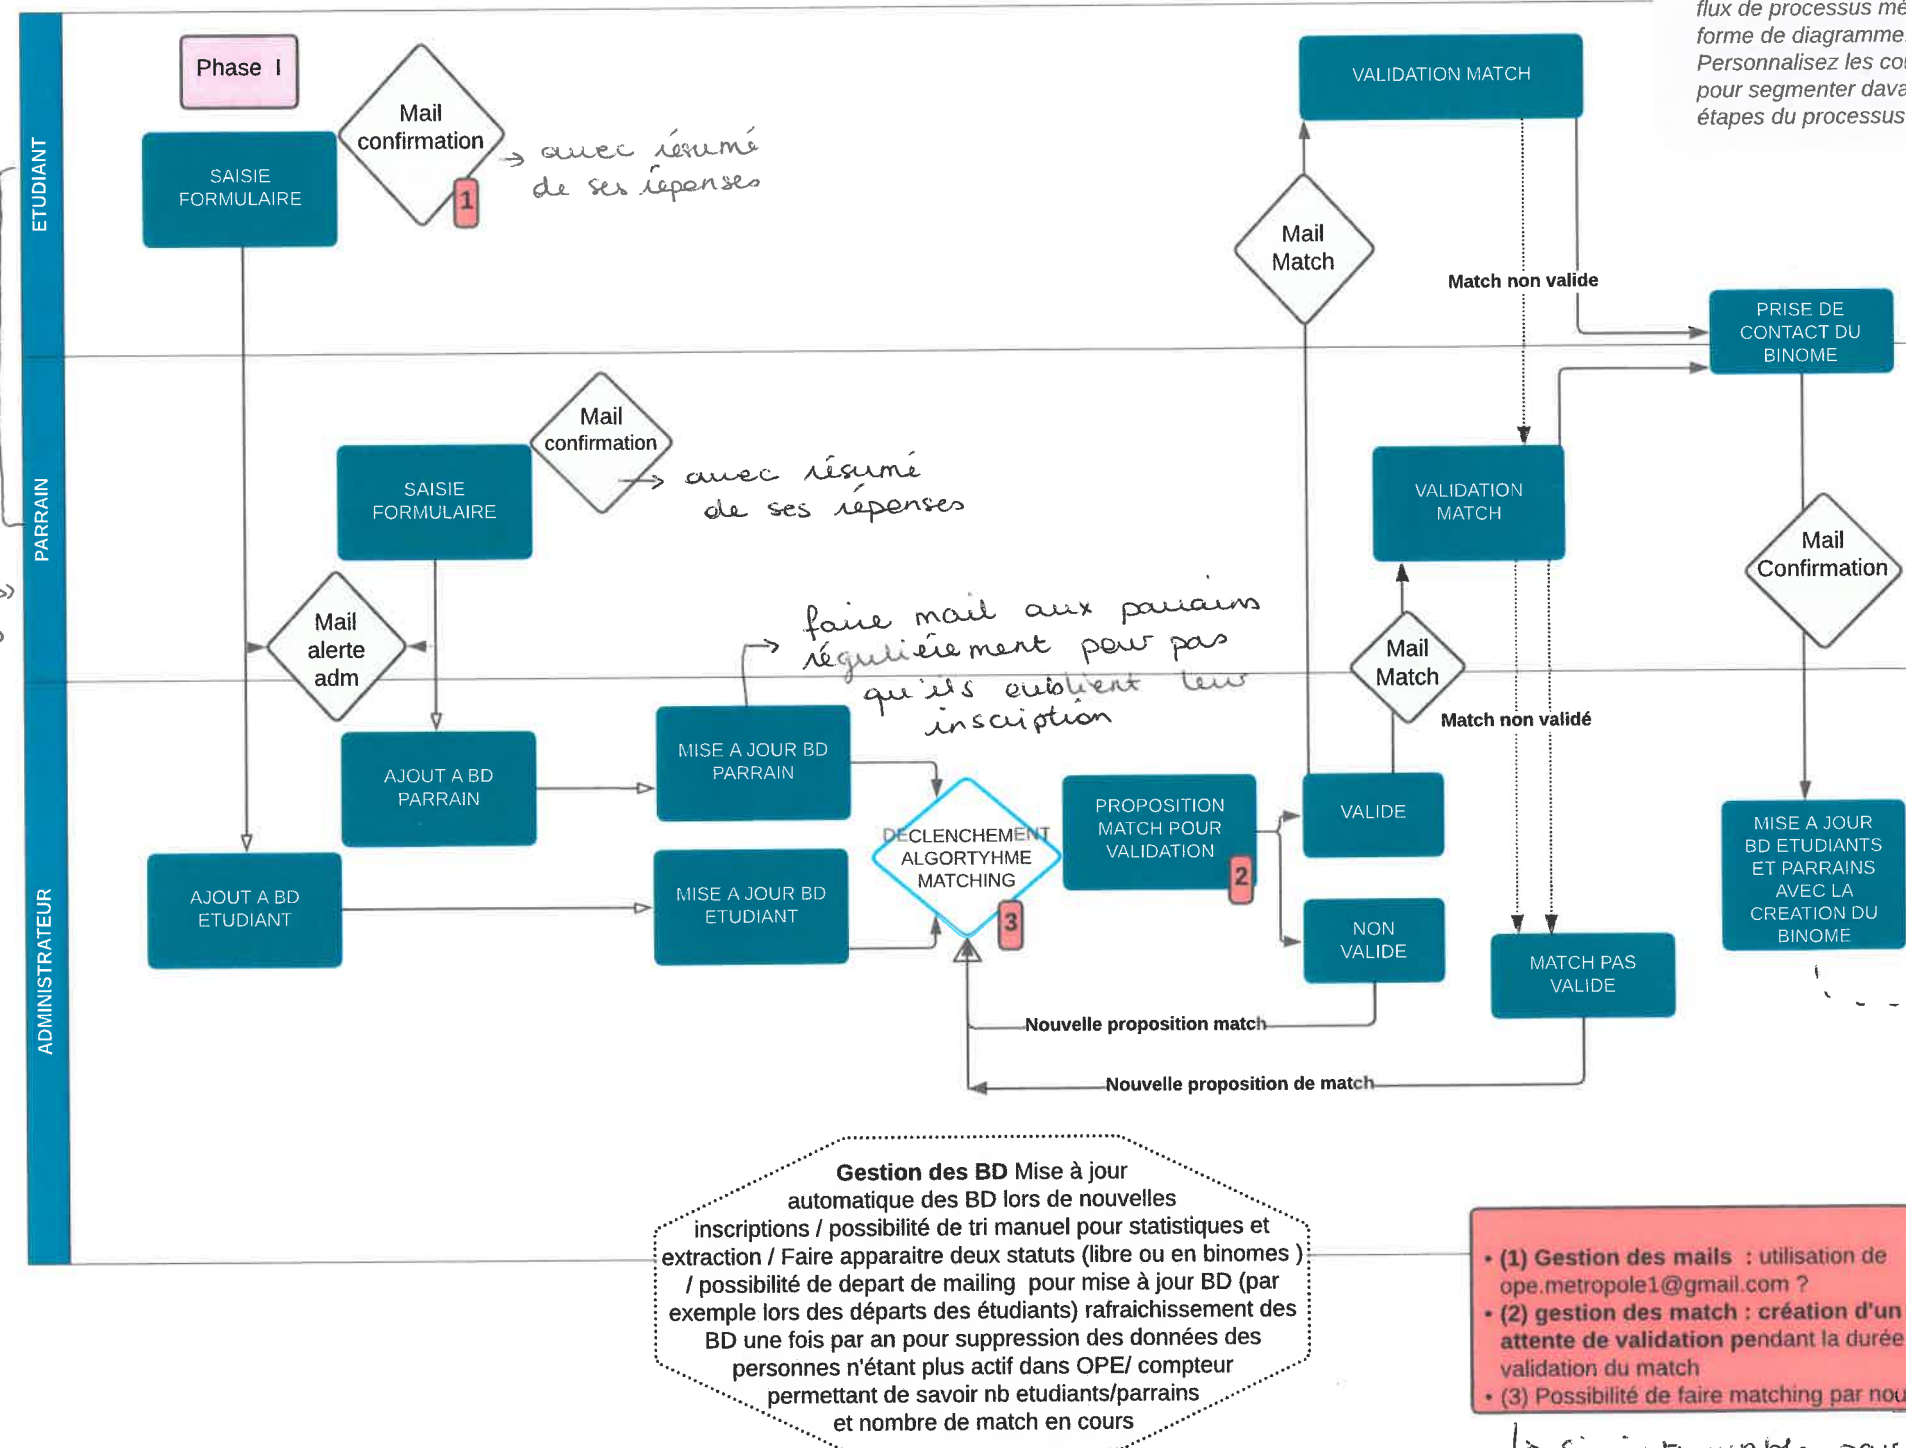 flux de processus mé
forme de diagramme.
Personnalisez les co
pour segmenter dava
étapes du processus
ETUDIANT
Phase I
SAISIE
FORMULAIRE
Mail
confirmation
1
→ avec résumé
de ses réponses
VALIDATION MATCH
Mail
Match
Match non valide
PRISE DE
CONTACT DU
BINOME
PARRAIN
SAISIE
FORMULAIRE
Mail
confirmation
→ avec résumé
de ses réponses
VALIDATION
MATCH
Mail
Confirmation
Mail
alerte
adm
faire mail aux parrains
régulièrement pour pas
qu'ils oublient leur
inscription
Mail
Match
Match non validé
ADMINISTRATEUR
AJOUT A BD
PARRAIN
AJOUT A BD
ETUDIANT
MISE A JOUR BD
PARRAIN
MISE A JOUR BD
ETUDIANT
DECLENCHEMENT
ALGORTYHME
MATCHING
3
PROPOSITION
MATCH POUR
VALIDATION
2
VALIDE
NON
VALIDE
MATCH PAS
VALIDE
MISE A JOUR
BD ETUDIANTS
ET PARRAINS
AVEC LA
CREATION DU
BINOME
Nouvelle proposition match
Nouvelle proposition de match
Gestion des BD Mise à jour
automatique des BD lors de nouvelles
inscriptions / possibilité de tri manuel pour statistiques et
extraction / Faire apparaitre deux statuts (libre ou en binomes )
/ possibilité de depart de mailing pour mise à jour BD (par
exemple lors des départs des étudiants) rafraichissement des
BD une fois par an pour suppression des données des
personnes n'étant plus actif dans OPE/ compteur
permettant de savoir nb etudiants/parrains
et nombre de match en cours
• (1) Gestion des mails : utilisation de
ope.metropole1@gmail.com ?
• (2) gestion des match : création d'un
attente de validation pendant la durée
validation du match
• (3) Possibilité de faire matching par nou